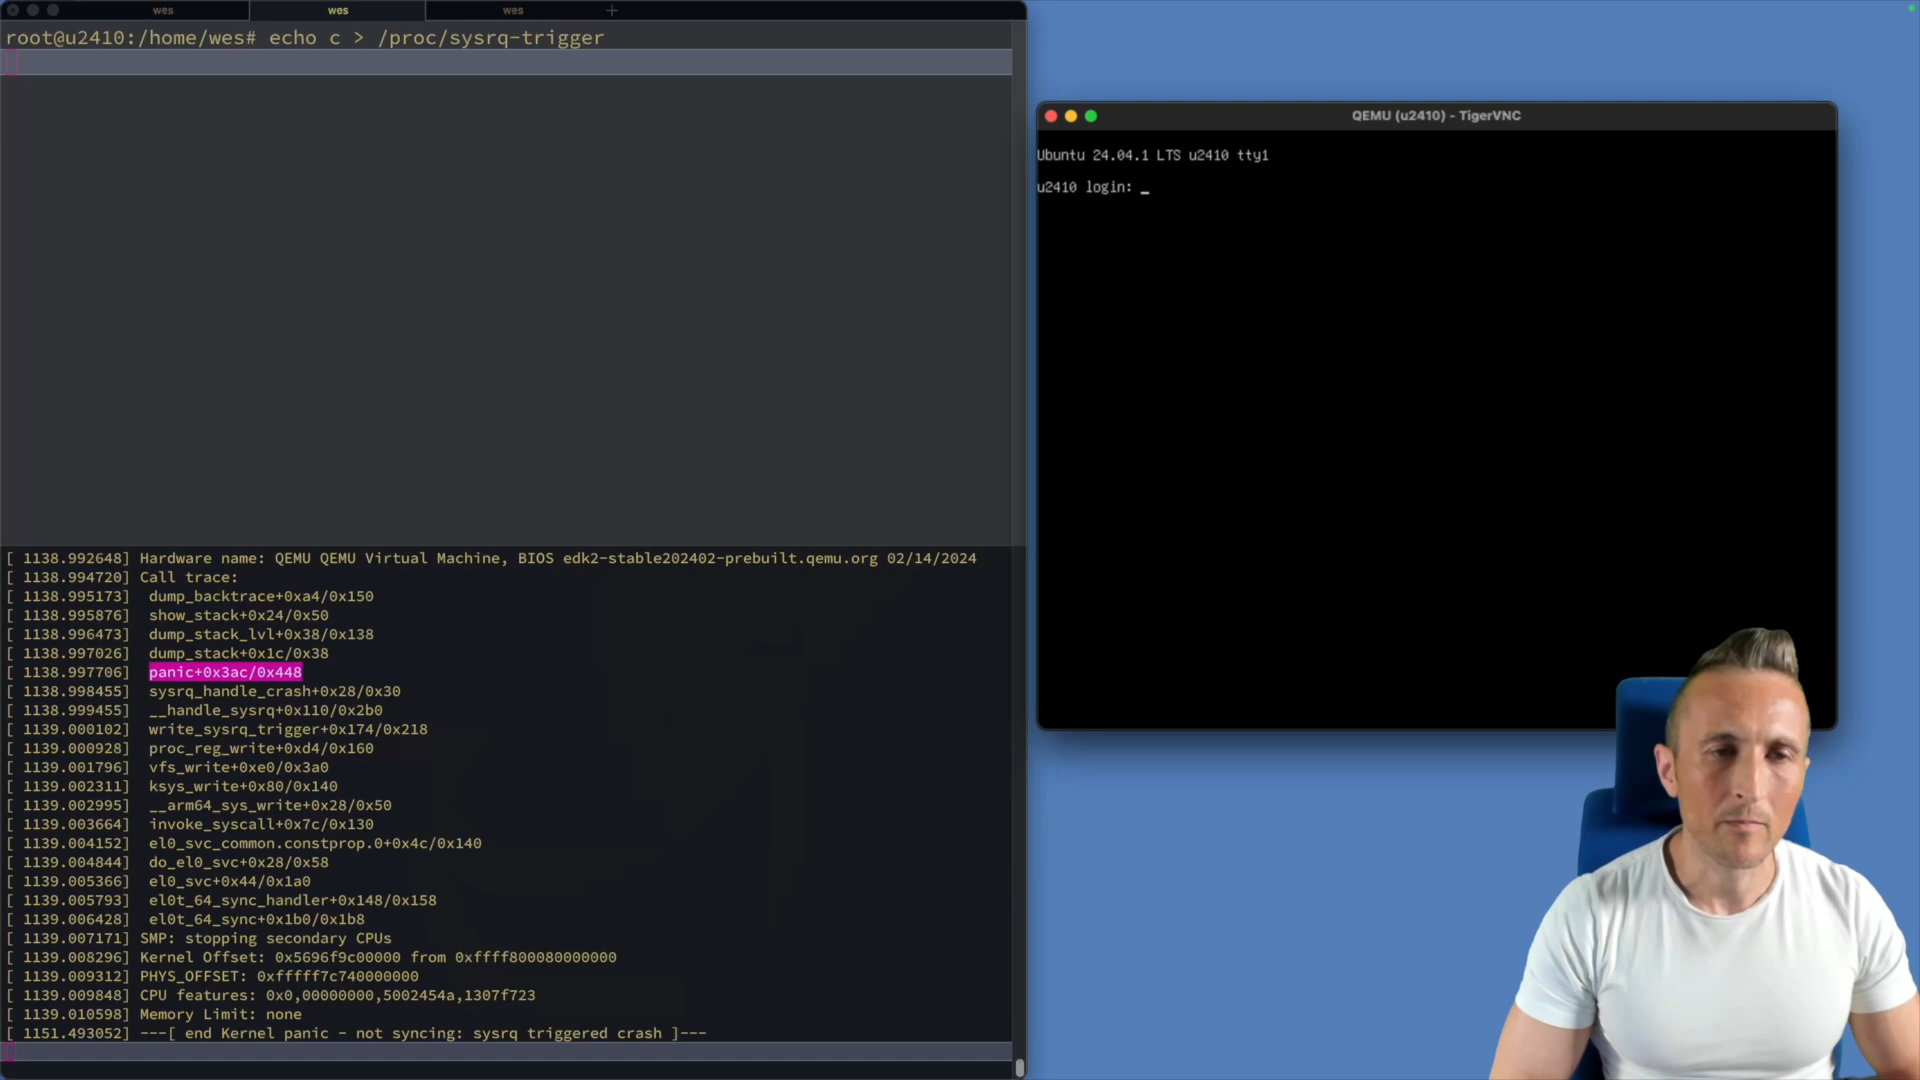 wes
wes
wes
root@u2410:/home/wes# echo c > /proc/sysrq-trigger
[ 1138.992648] Hardware name: QEMU QEMU Virtual Machine, BIOS edk2-stable202402-prebuilt.qemu.org 02/14/2024
[ 1138.994720] Call trace:
[ 1138.995173]  dump_backtrace+0xa4/0x150
[ 1138.995876]  show_stack+0x24/0x50
[ 1138.996473]  dump_stack_lvl+0x38/0x138
[ 1138.997026]  dump_stack+0x1c/0x38
[ 1138.997706]  panic+0x3ac/0x448
[ 1138.998455]  sysrq_handle_crash+0x28/0x30
[ 1138.999455]  __handle_sysrq+0x110/0x2b0
[ 1139.000102]  write_sysrq_trigger+0x174/0x218
[ 1139.000928]  proc_reg_write+0xd4/0x160
[ 1139.001796]  vfs_write+0xe0/0x3a0
[ 1139.002311]  ksys_write+0x80/0x140
[ 1139.002995]  __arm64_sys_write+0x28/0x50
[ 1139.003664]  invoke_syscall+0x7c/0x130
[ 1139.004152]  el0_svc_common.constprop.0+0x4c/0x140
[ 1139.004844]  do_el0_svc+0x28/0x58
[ 1139.005366]  el0_svc+0x44/0x1a0
[ 1139.005793]  el0t_64_sync_handler+0x148/0x158
[ 1139.006428]  el0t_64_sync+0x1b0/0x1b8
[ 1139.007171] SMP: stopping secondary CPUs
[ 1139.008296] Kernel Offset: 0x5696f9c00000 from 0xffff800080000000
[ 1139.009312] PHYS_OFFSET: 0xfffff7c740000000
[ 1139.009848] CPU features: 0x0,00000000,5002454a,1307f723
[ 1139.010598] Memory Limit: none
[ 1151.493052] ---[ end Kernel panic - not syncing: sysrq triggered crash ]---
QEMU (u2410) - TigerVNC
Ubuntu 24.04.1 LTS u2410 tty1
u2410 login: _